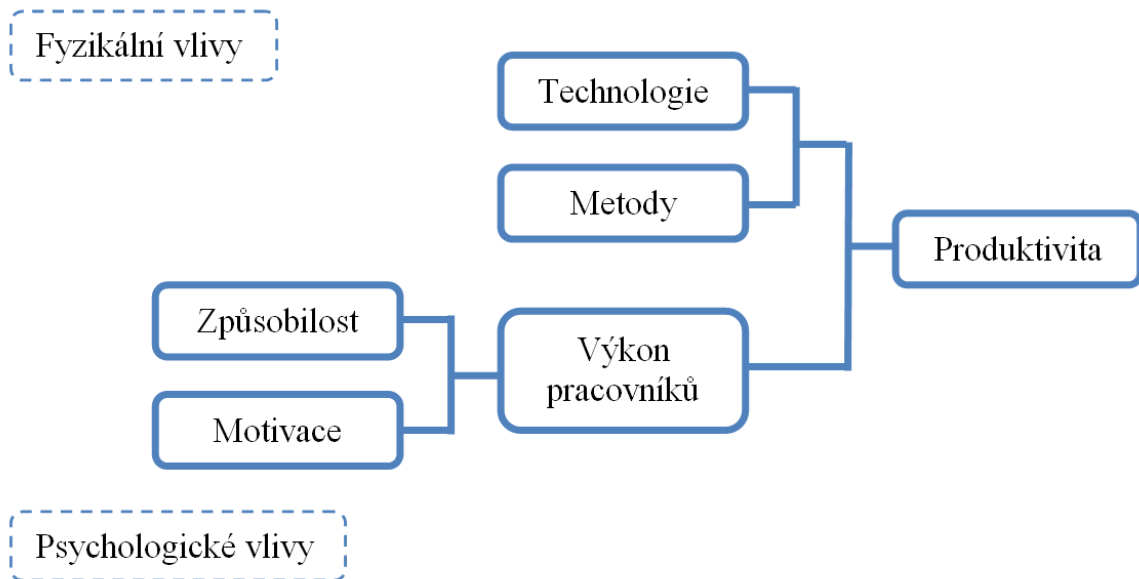 Fyzikální vlivy
Technologie
Metody
Produktivita
Způsobilost
Výkon
pracovníků
Motivace
Psychologické vlivy